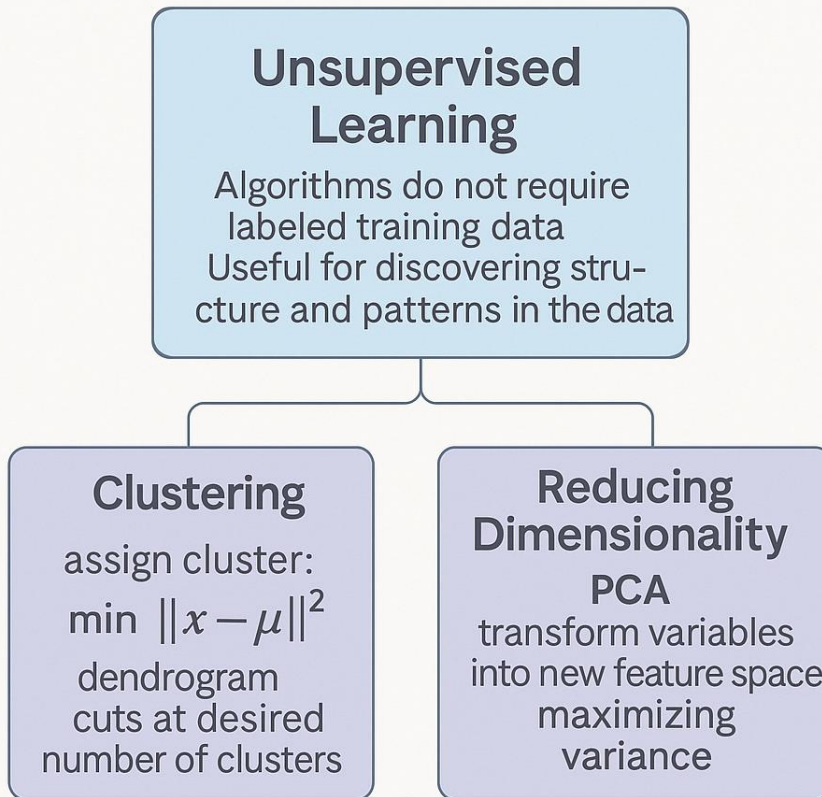 Unsupervised
Learning
Algorithms do not require
labeled training data
Useful for discovering stru-
cture and patterns in the data
Clustering
assign cluster:
min ||x − μ||²
dendrogram
cuts at desired
number of clusters
Reducing
Dimensionality
PCA
transform variables
into new feature space
maximizing
variance